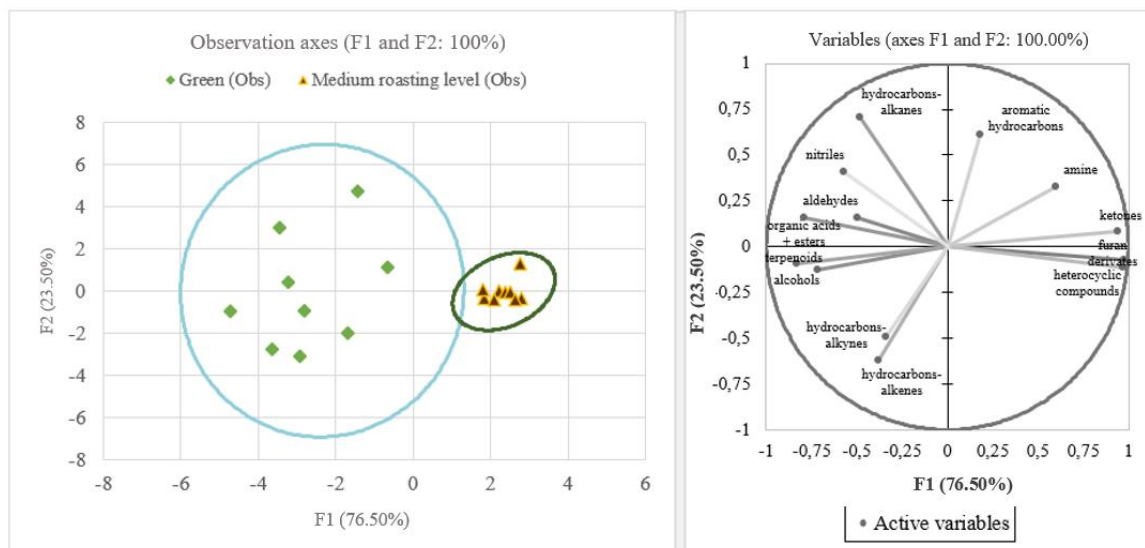 Observation axes (F1 and F2: 100%)
Green (Obs) Medium roasting level (Obs)
8
6
4
2
0
-2
-4
-6
-8
F2 (23.50%)
-8 -6 -4 -2 0 2 4 6
F1 (76.50%)
Variables (axes F1 and F2: 100.00%)
1
0,75
0,5
0,25
0
-0,25
-0,5
-0,75
-1
F2 (23.50%)
hydrocarbons-
alkanes
aromatic
hydrocarbons
nitriles
amine
aldehydes
organic acids
+ esters
terpenoids
alcohols
ketones
furan
derivates
heterocyclic
compounds
hydrocarbons-
alkynes
hydrocarbons-
alkenes
-1 -0,75 -0,5 -0,25 0 0,25 0,5 0,75 1
F1 (76.50%)
Active variables